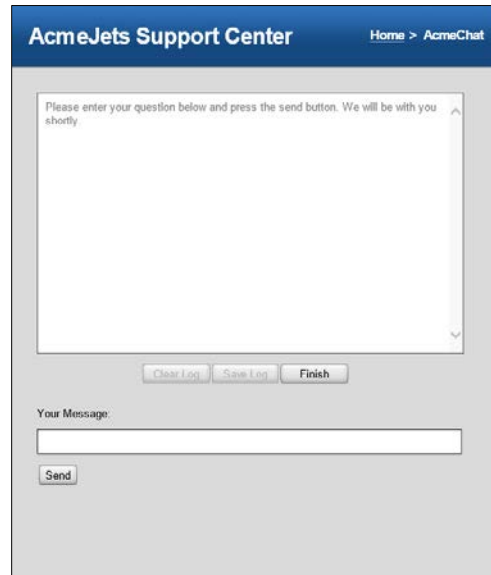 AcmeJets Support Center
Home > AcmeChat
Please enter your question below and press the send button. We will be with you
shortly.
Clear Log
Save Log
Finish
Your Message:
Send